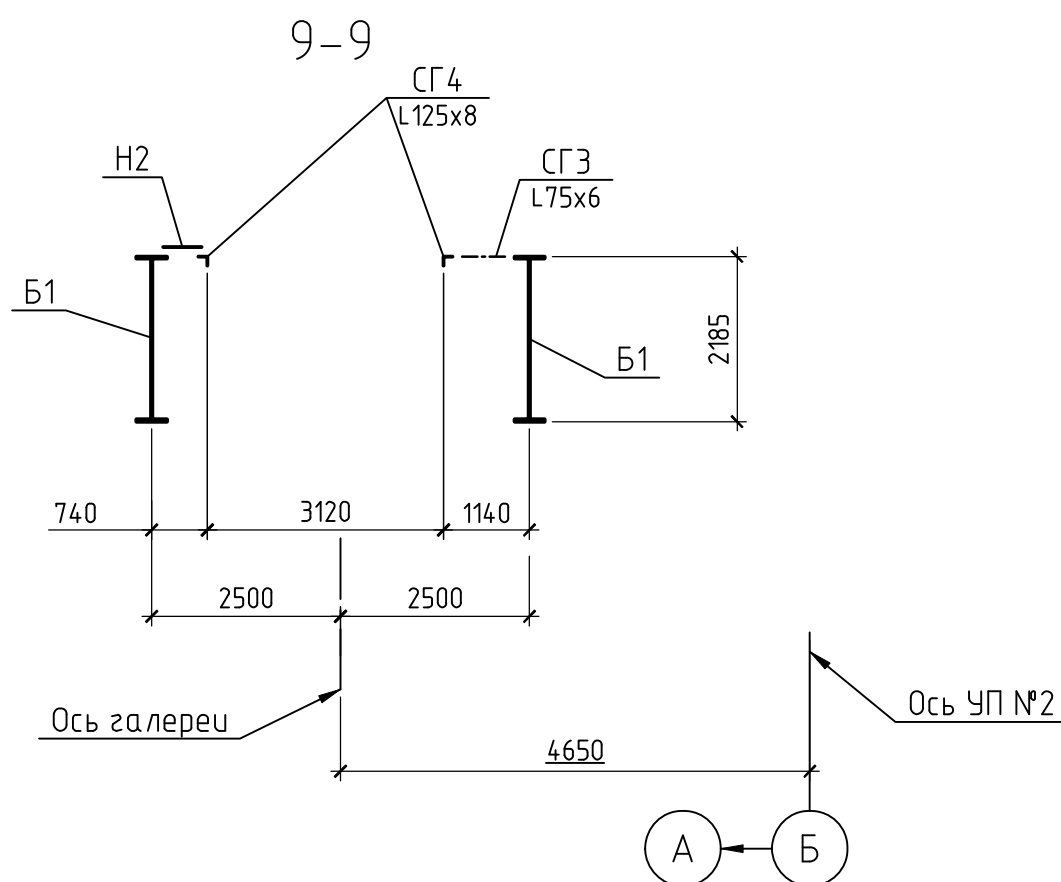 9-9
СГ4
L125x8
Н2
СГ3
L75x6
Б1
Б1
2185
740
3120
1140
2500
2500
Ось галереи
Ось УП №2
4650
А
Б